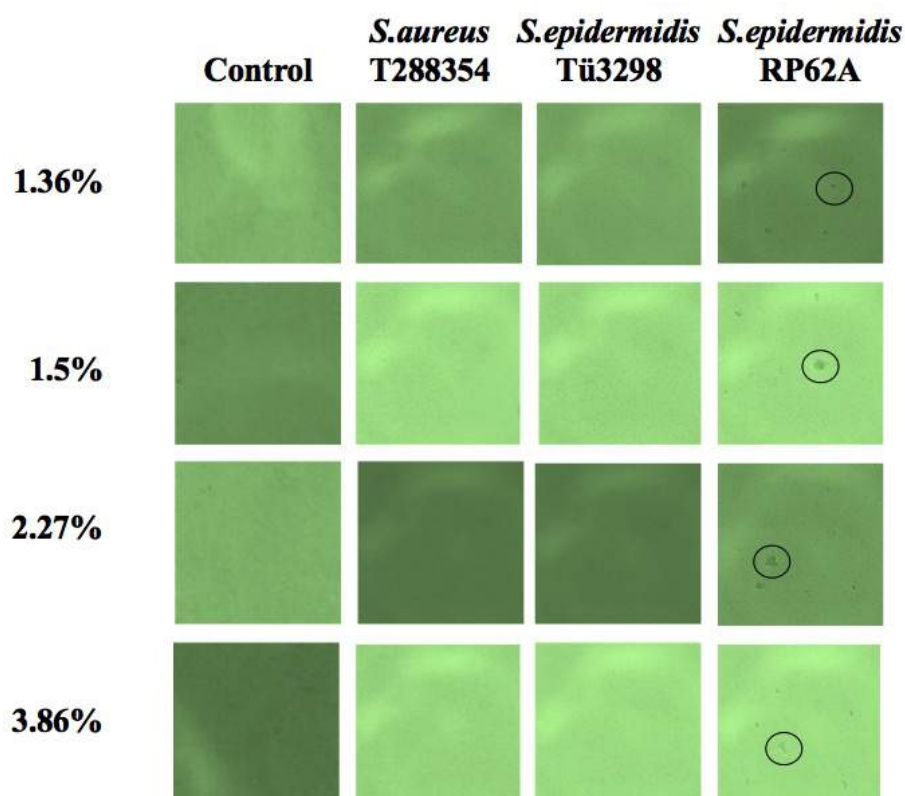 Control
S.aureus
T288354
S.epidermidis
Tü3298
S.epidermidis
RP62A
1.36%
1.5%
2.27%
3.86%